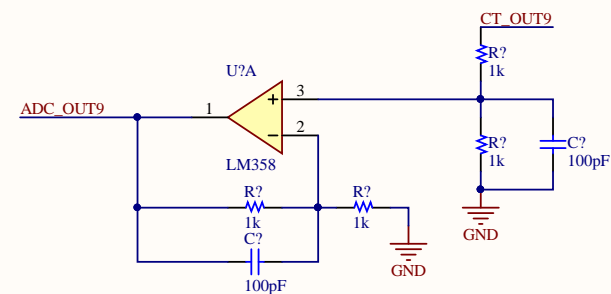 CT_OUT9
R?
1k
U?A
3
ADC_OUT9
1
2
R?
1k
C?
100pF
LM358
R?
1k
R?
1k
C?
100pF
GND
GND